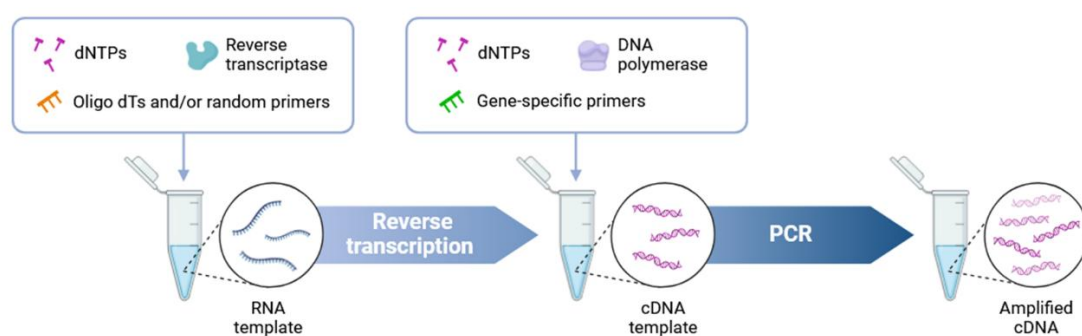 dNTPs
Reverse
transcriptase
Oligo dTs and/or random primers
dNTPs
DNA
polymerase
Gene-specific primers
Reverse
transcription
PCR
RNA
template
cDNA
template
Amplified
cDNA